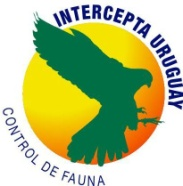 INTERCEPTA URUGUAY
CONTROL DE FAUNA